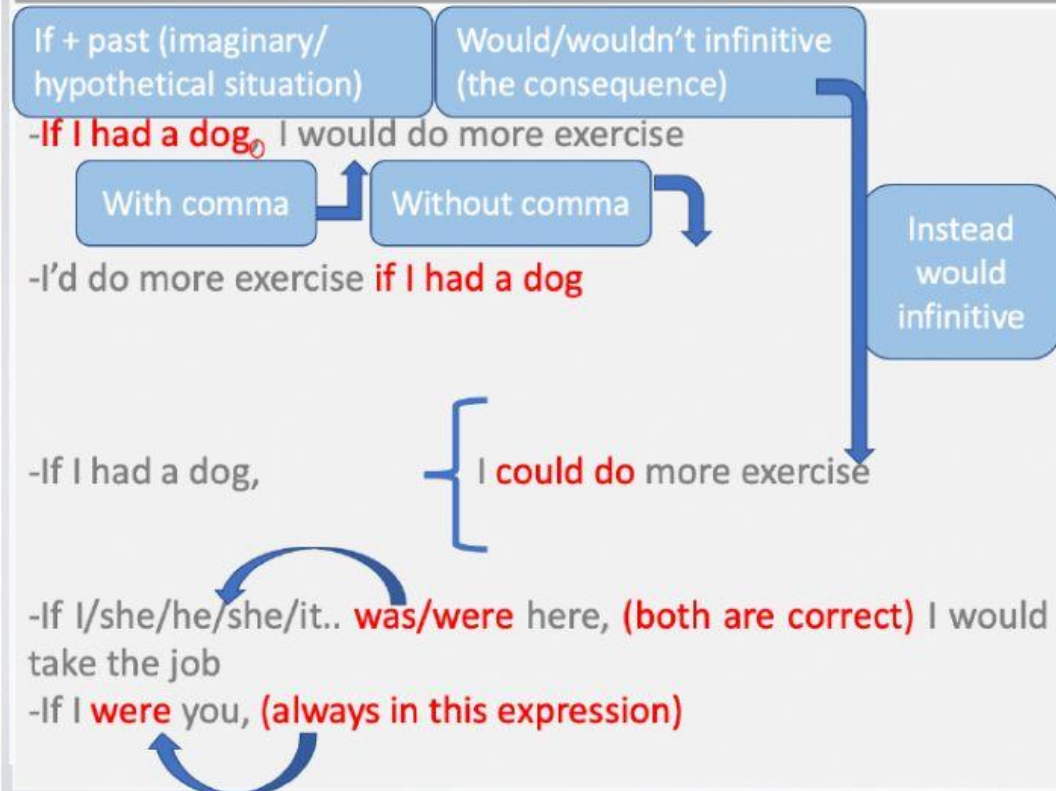 If + past (imaginary/
hypothetical situation)
Would/wouldn't infinitive
(the consequence)
-If I had a dog, I would do more exercise
With comma
Without comma
Instead
would
infinitive
-I'd do more exercise if I had a dog
-If I had a dog,
I could do more exercise
-If I/she/he/she/it.. was/were here, (both are correct) I would
take the job
-If I were you, (always in this expression)